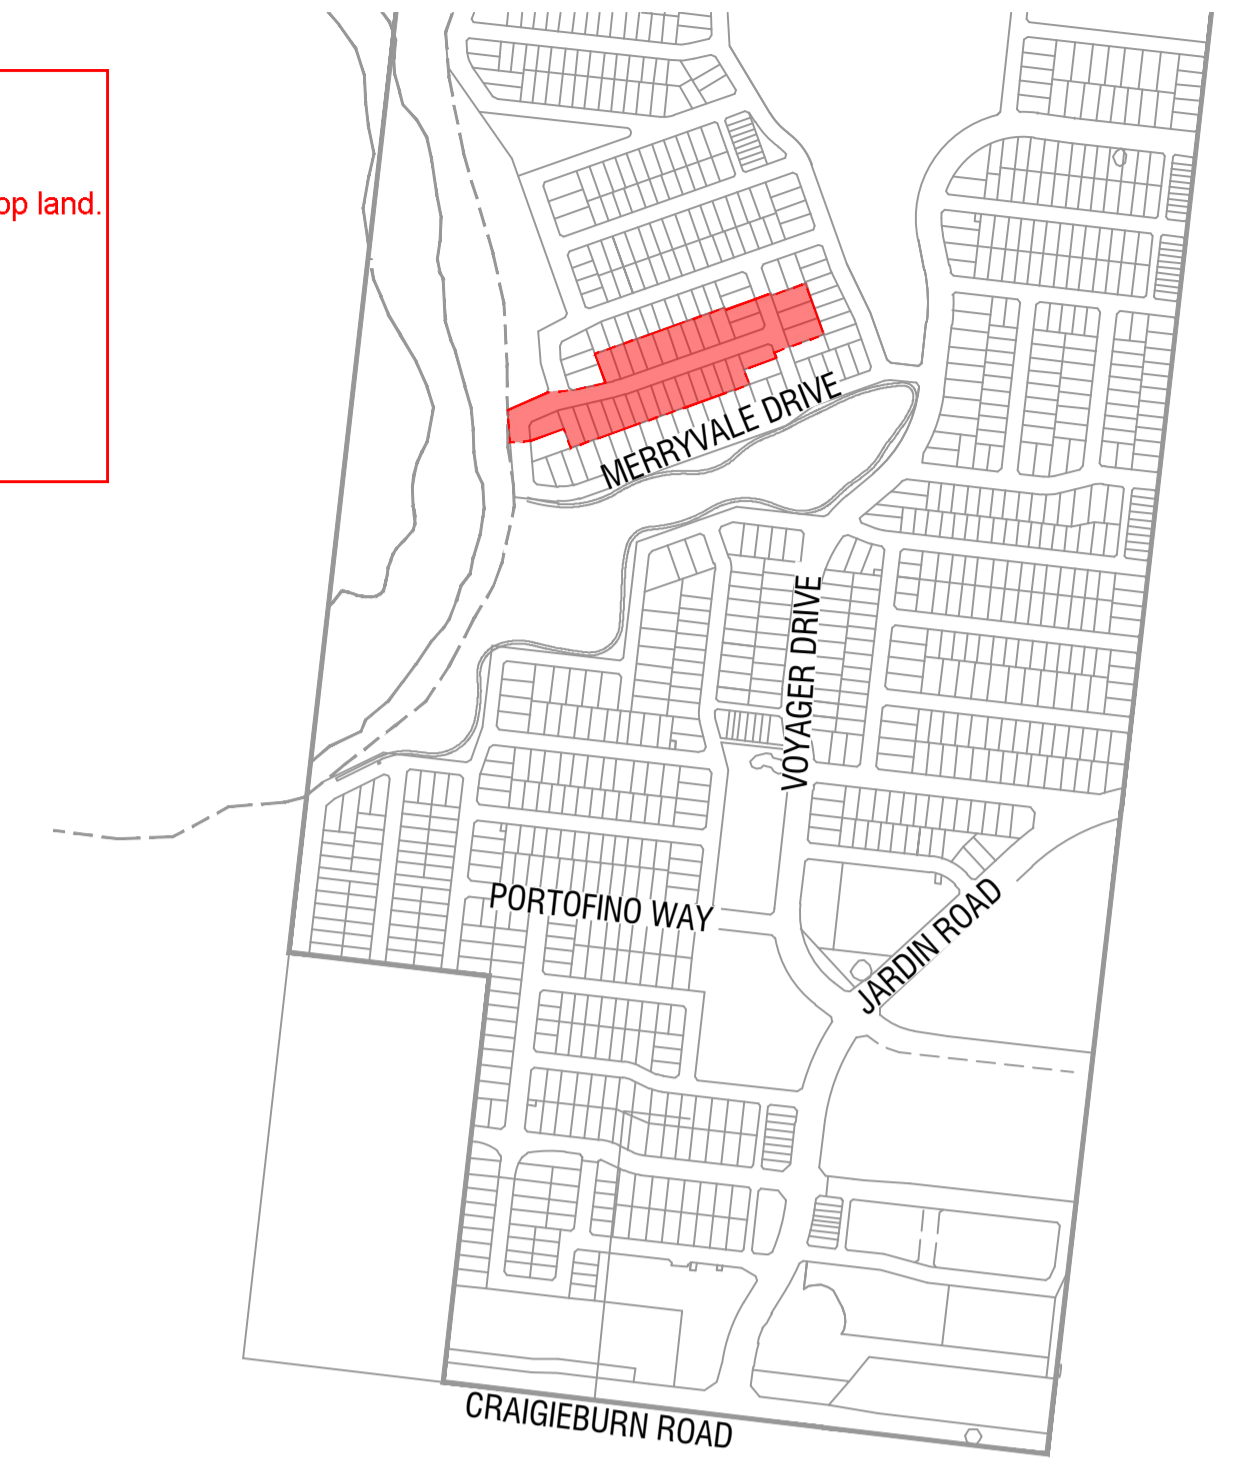 op land.
MERRYVALE DRIVE
VOYAGER DRIVE
PORTOFINO WAY
JARDIN ROAD
CRAIGIEBURN ROAD